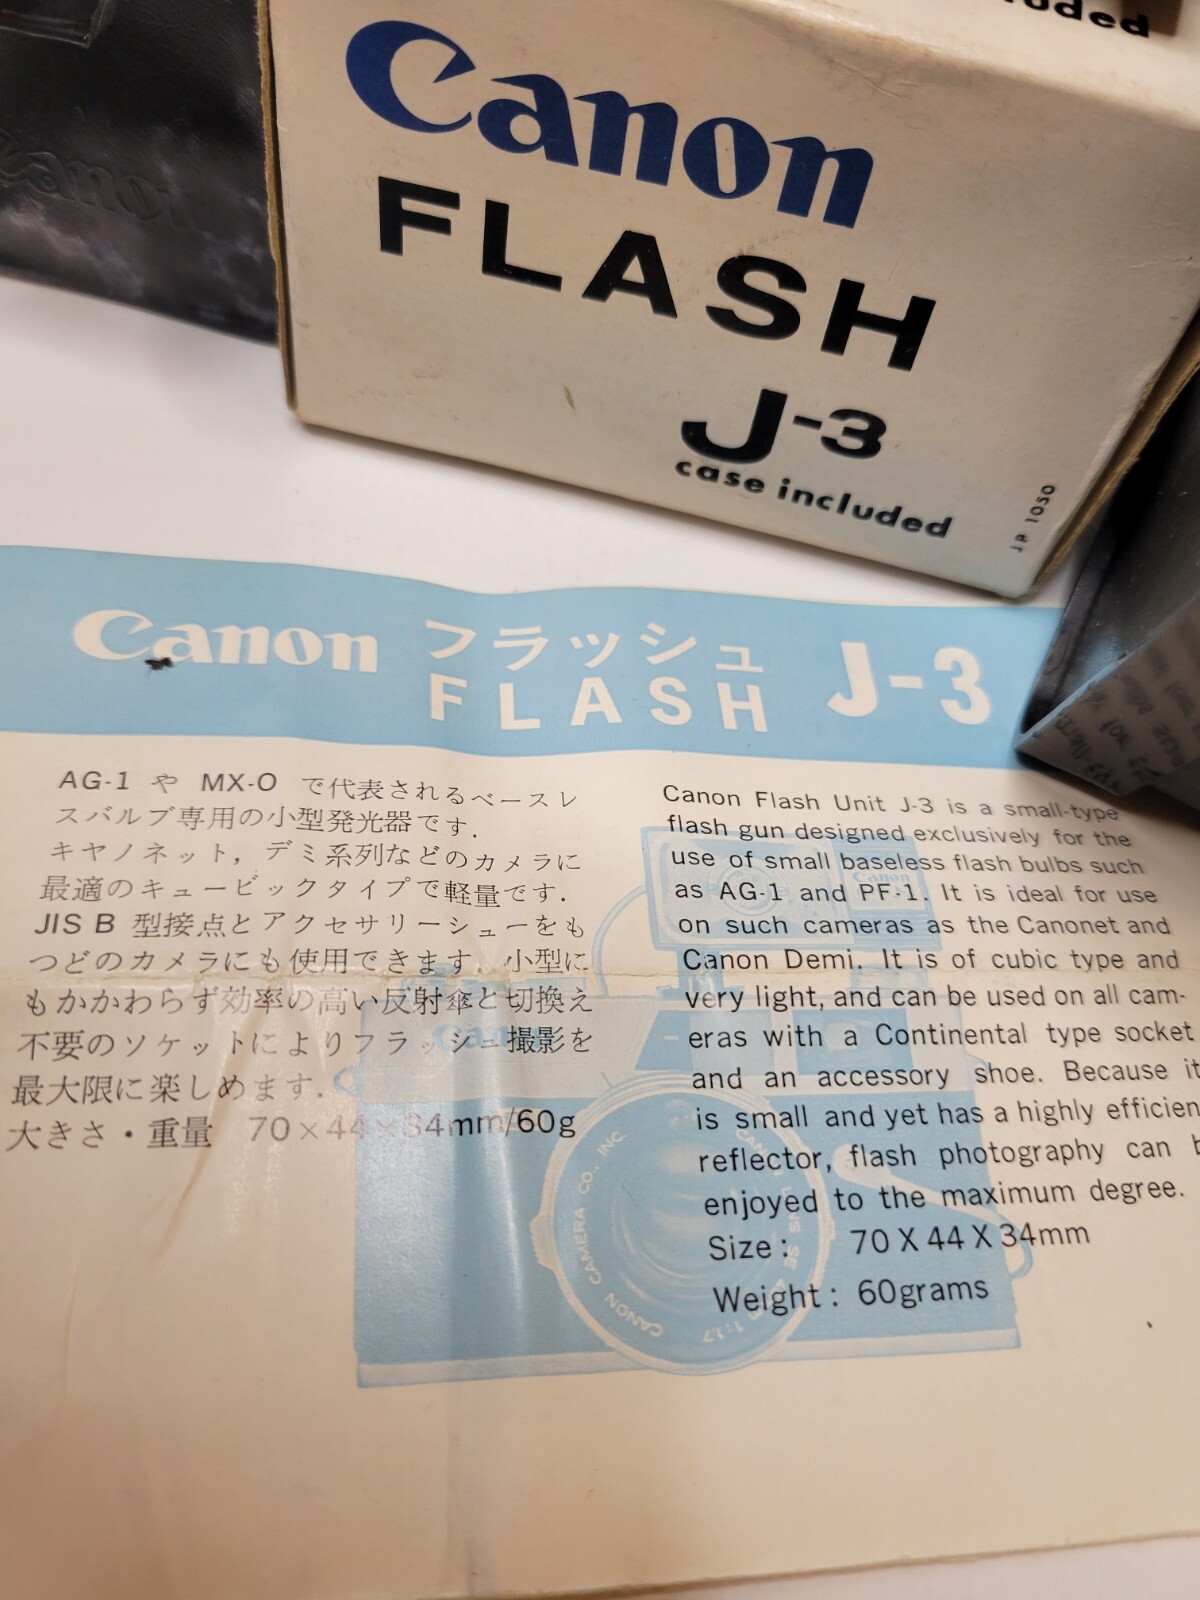 cluded
Canon
FLASH
J-3
case included
JP 1050
Canon
Canon フラッシュ J-3
FLASH
AG-1 や MX-O で代表されるベースレ
スバルブ専用の小型発光器です.
キヤノネット, デミ系列などのカメラに
最適のキュービックタイプで軽量です.
JIS B 型接点とアクセサリーシューをも
つどのカメラにも使用できます. 小型に
もかかわらず効率の高い反射傘と切換え
不要のソケットによりフラッシュ撮影を
最大限に楽しめます.
大きさ・重量 70×44×34mm/60g
Canon Flash Unit J-3 is a small-type
flash gun designed exclusively for the
use of small baseless flash bulbs such
as AG-1 and PF-1. It is ideal for use
on such cameras as the Canonet and
Canon Demi. It is of cubic type and
very light, and can be used on all cam-
eras with a Continental type socket
and an accessory shoe. Because it
is small and yet has a highly efficien
reflector, flash photography can b
enjoyed to the maximum degree.
Size: 70 X 44 X 34mm
Weight: 60grams
Canon
Canon
CANON CAMERA CO., INC.
1:1.7